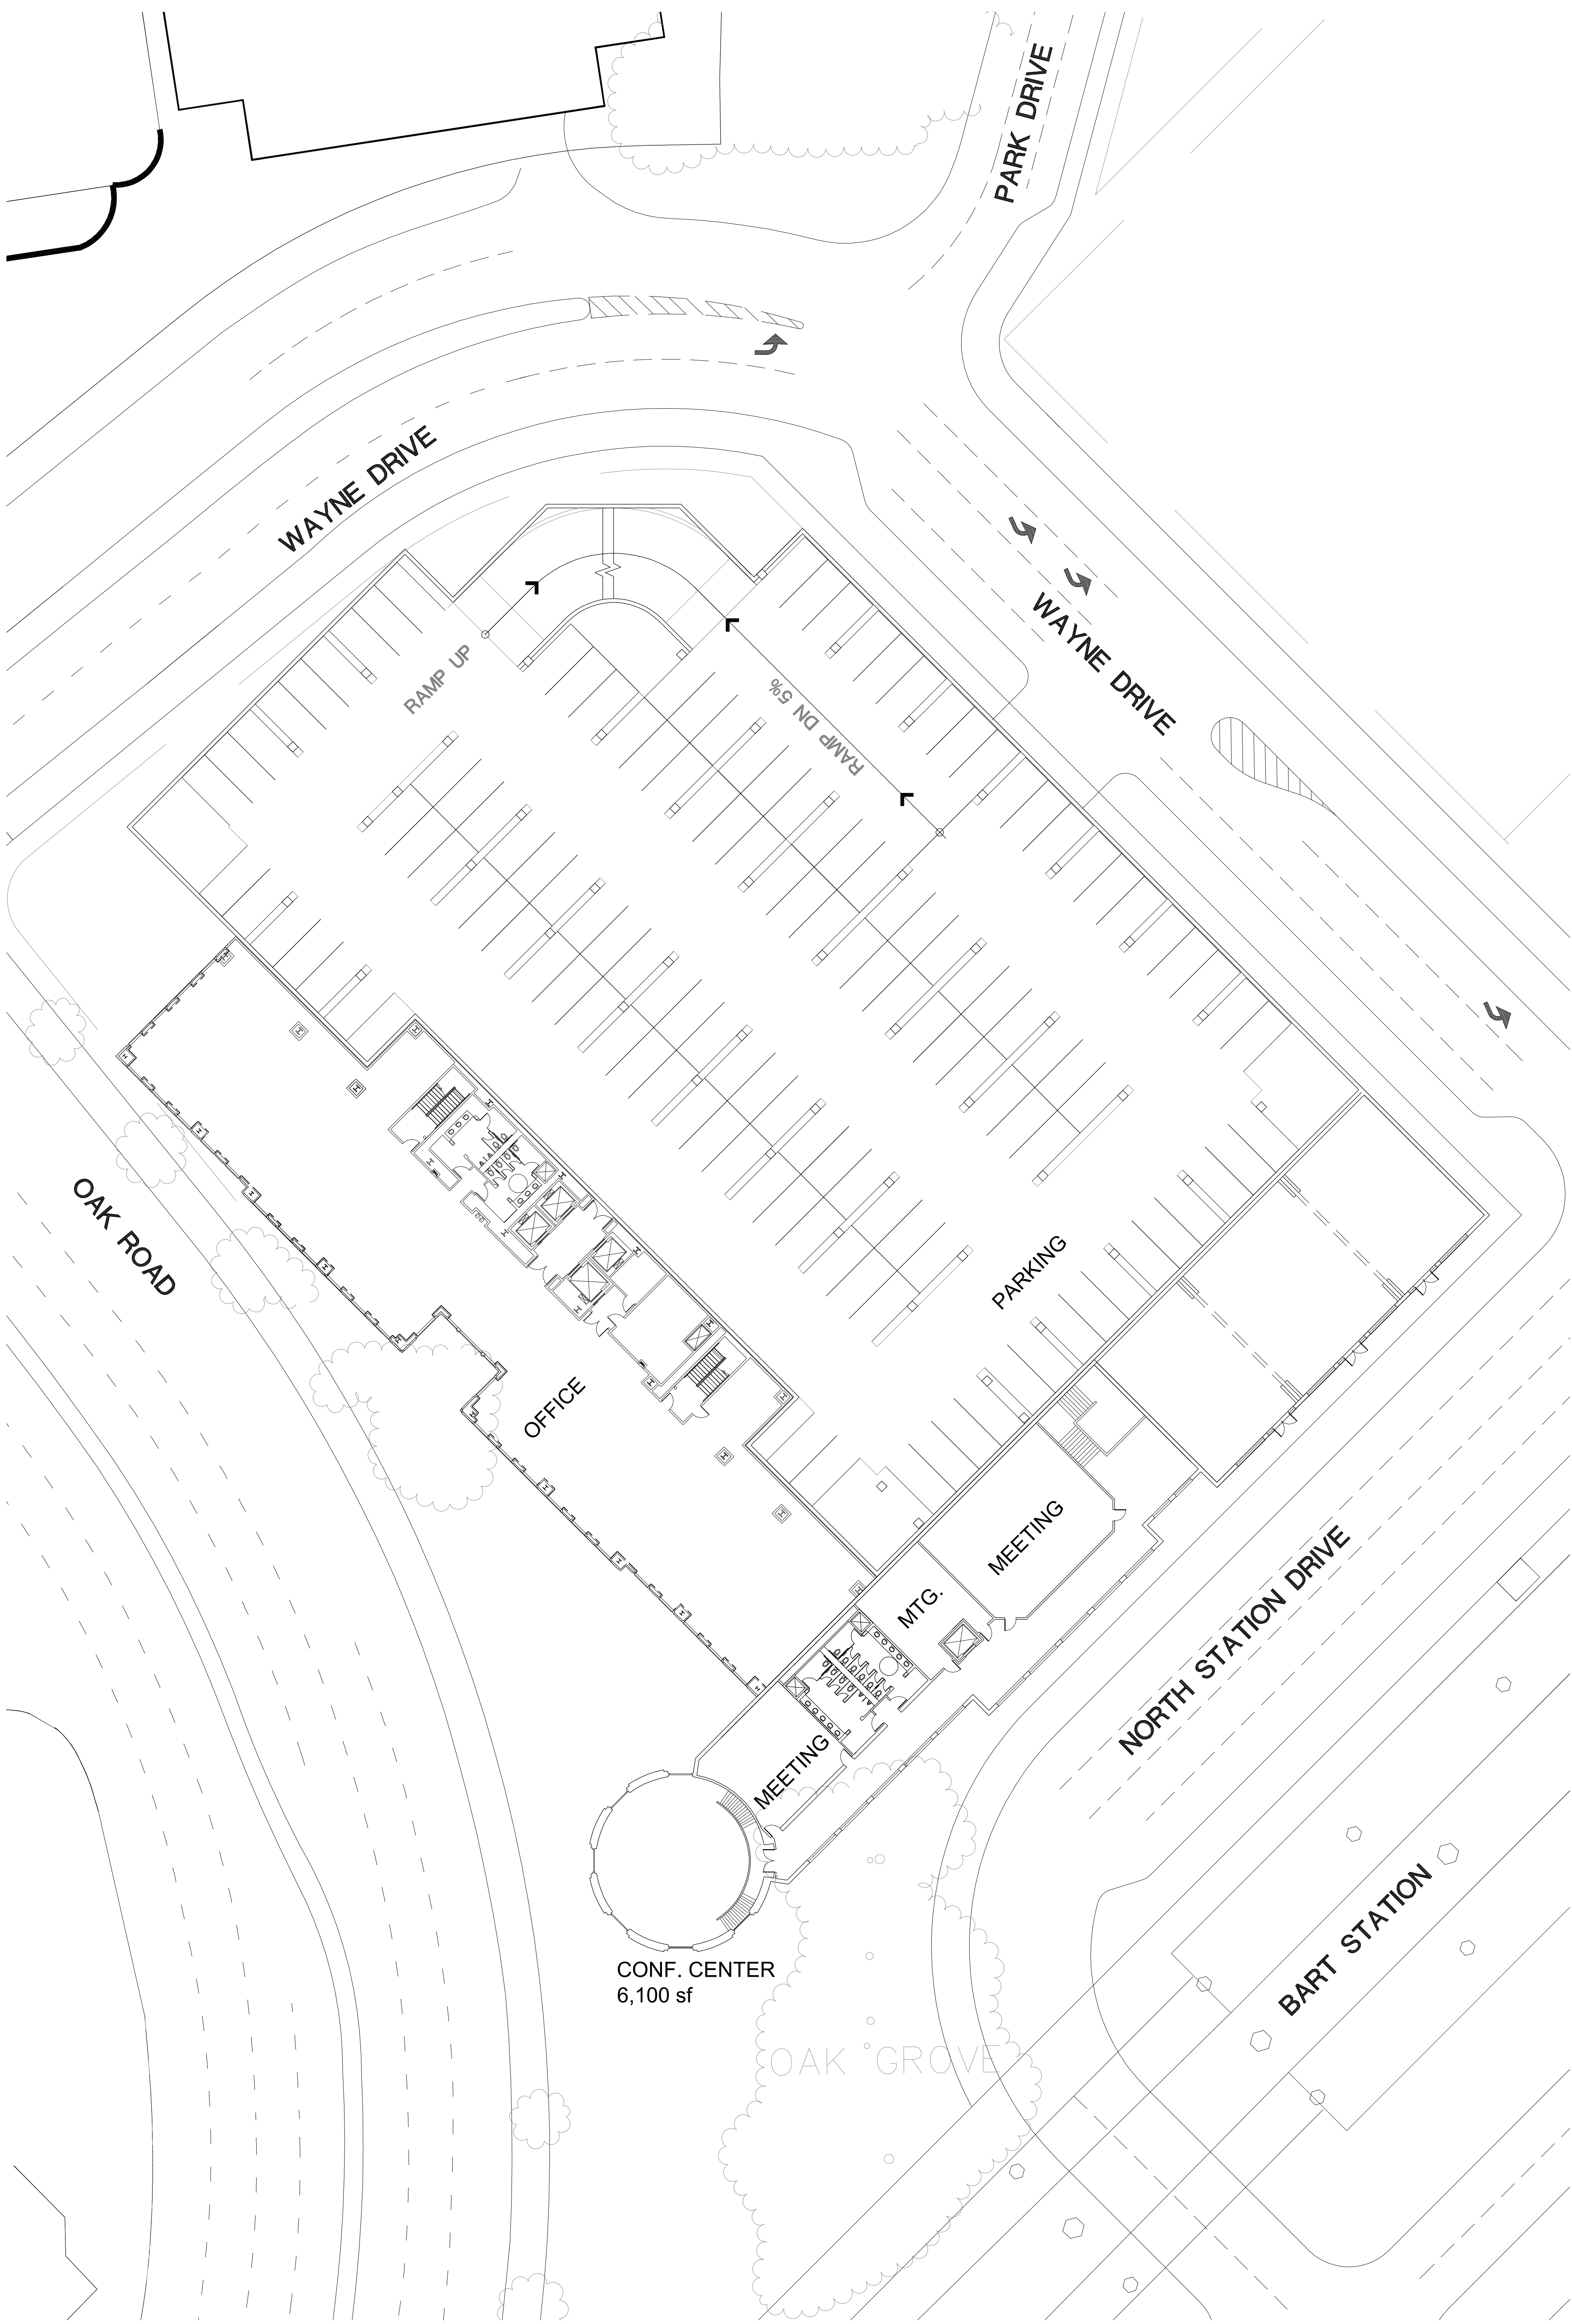 PARK DRIVE
WAYNE DRIVE
WAYNE DRIVE
RAMP UP
RAMP DN 5%
OAK ROAD
PARKING
OFFICE
MEETING
MTG.
MEETING
NORTH STATION DRIVE
BART STATION
CONF. CENTER
6,100 sf
OAK GROVE